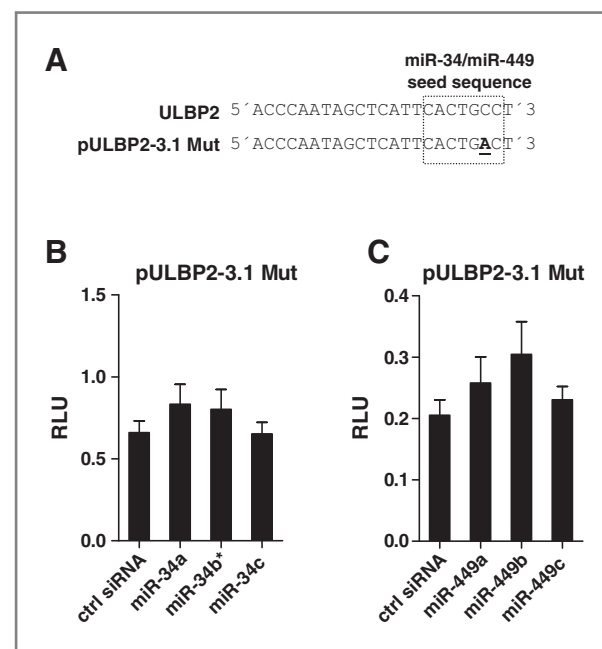 A
miR-34/miR-449
seed sequence
ULBP2 5´ACCCAATAGCTCATTCACTGCCT´3
pULBP2-3.1 Mut 5´ACCCAATAGCTCATTCACTGACT´3
B
pULBP2-3.1 Mut
RLU
1.5
1.0
0.5
0.0
ctrl siRNA
miR-34a
miR-34b*
miR-34c
C
pULBP2-3.1 Mut
RLU
0.4
0.3
0.2
0.1
0.0
ctrl siRNA
miR-449a
miR-449b
miR-449c